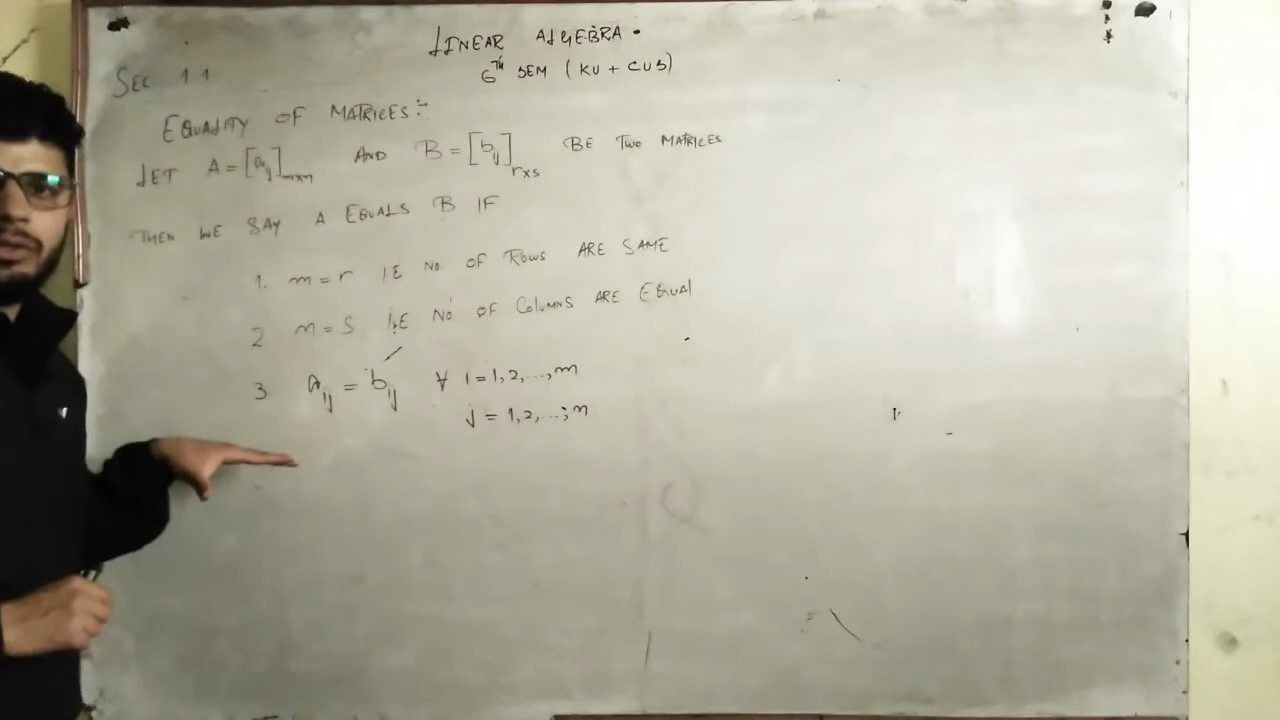 LINEAR ALGEBRA.
6TH SEM (KU + CUS)
SEC 11
EQUALITY OF MATRICES:-
LET A = [aij]m×n AND B = [bij]r×s BE TWO MATRICES
THEN WE SAY A EQUALS B IF
1. m = r IE NO OF ROWS ARE SAME
2 n = s I.E NO OF COLUMNS ARE EQUAL
3 aij = bij ∀ i = 1,2,...,m
j = 1,2,...,n